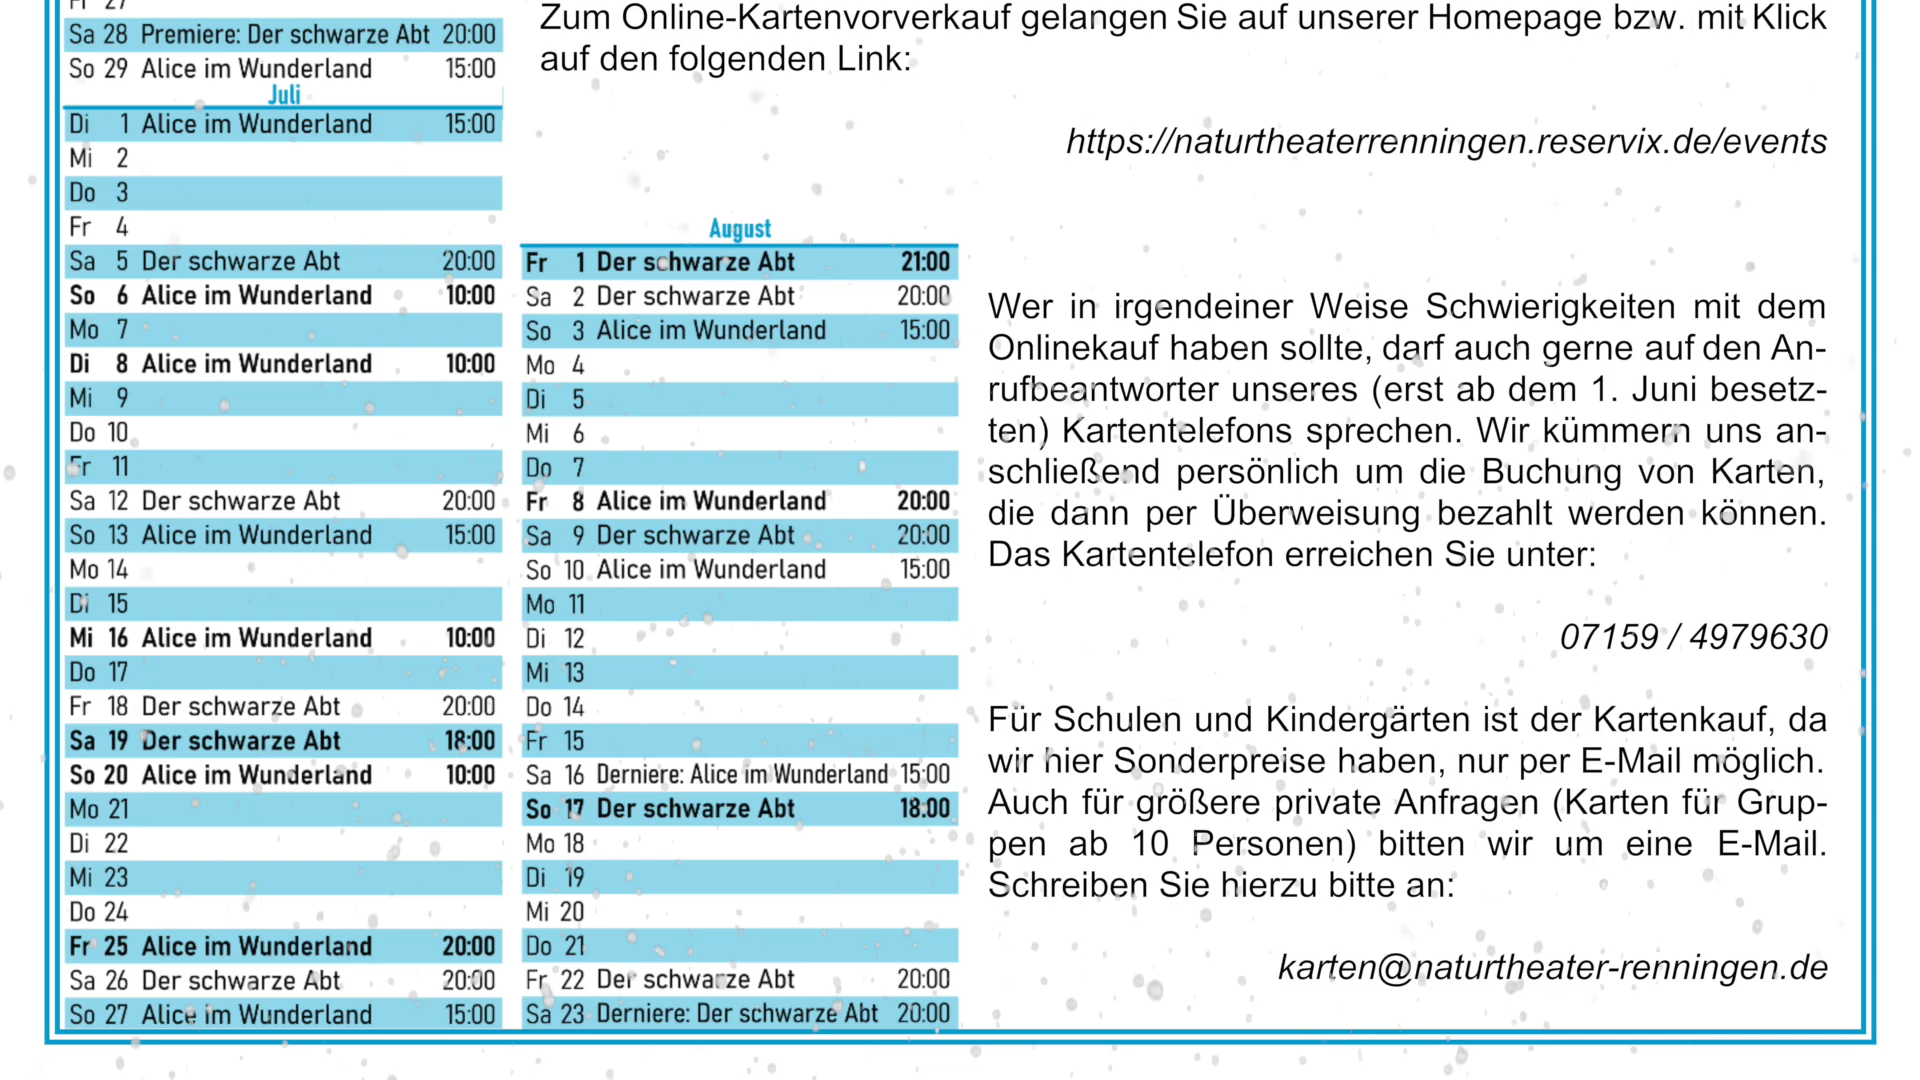 Fr 27
Sa 28 Premiere: Der schwarze Abt 20:00
So 29 Alice im Wunderland 15:00
Juli
Di 1 Alice im Wunderland 15:00
Mi 2
Do 3
Fr 4
Sa 5 Der schwarze Abt 20:00
So 6 Alice im Wunderland 10:00
Mo 7
Di 8 Alice im Wunderland 10:00
Mi 9
Do 10
Fr 11
Sa 12 Der schwarze Abt 20:00
So 13 Alice im Wunderland 15:00
Mo 14
Di 15
Mi 16 Alice im Wunderland 10:00
Do 17
Fr 18 Der schwarze Abt 20:00
Sa 19 Der schwarze Abt 18:00
So 20 Alice im Wunderland 10:00
Mo 21
Di 22
Mi 23
Do 24
Fr 25 Alice im Wunderland 20:00
Sa 26 Der schwarze Abt 20:00
So 27 Alice im Wunderland 15:00
Zum Online-Kartenvorverkauf gelangen Sie auf unserer Homepage bzw. mit Klick
auf den folgenden Link:
https://naturtheaterrenningen.reservix.de/events
August
Fr 1 Der schwarze Abt 21:00
Sa 2 Der schwarze Abt 20:00
So 3 Alice im Wunderland 15:00
Mo 4
Di 5
Mi 6
Do 7
Fr 8 Alice im Wunderland 20:00
Sa 9 Der schwarze Abt 20:00
So 10 Alice im Wunderland 15:00
Mo 11
Di 12
Mi 13
Do 14
Fr 15
Sa 16 Derniere: Alice im Wunderland 15:00
So 17 Der schwarze Abt 18:00
Mo 18
Di 19
Mi 20
Do 21
Fr 22 Der schwarze Abt 20:00
Sa 23 Derniere: Der schwarze Abt 20:00
Wer in irgendeiner Weise Schwierigkeiten mit dem
Onlinekauf haben sollte, darf auch gerne auf den An-
rufbeantworter unseres (erst ab dem 1. Juni besetz-
ten) Kartentelefons sprechen. Wir kümmern uns an-
schließend persönlich um die Buchung von Karten,
die dann per Überweisung bezahlt werden können.
Das Kartentelefon erreichen Sie unter:
07159 / 4979630
Für Schulen und Kindergärten ist der Kartenkauf, da
wir hier Sonderpreise haben, nur per E-Mail möglich.
Auch für größere private Anfragen (Karten für Grup-
pen ab 10 Personen) bitten wir um eine E-Mail.
Schreiben Sie hierzu bitte an:
karten@naturtheater-renningen.de